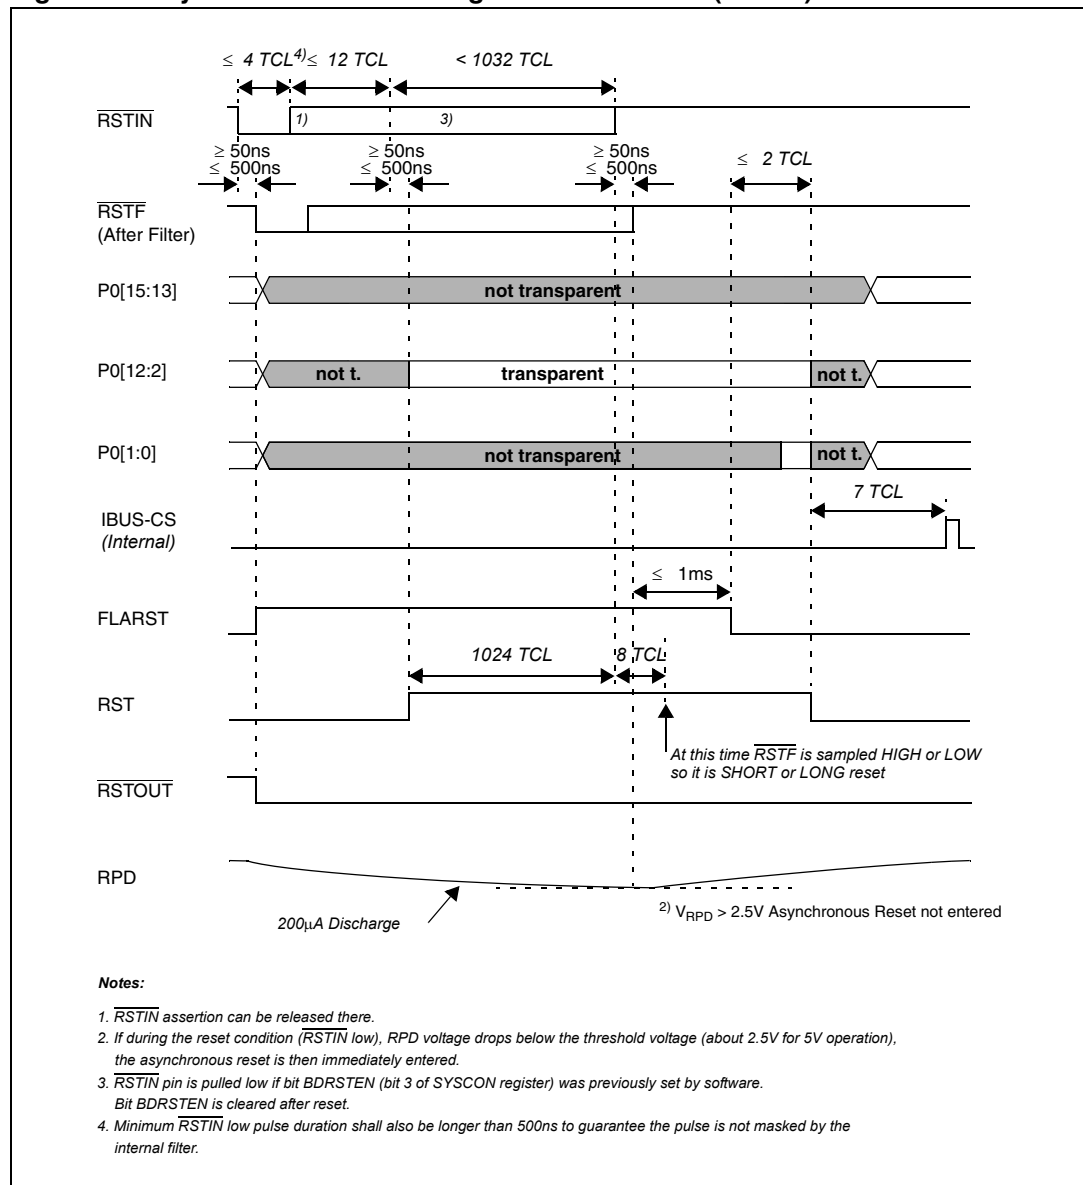 ≤ 4 TCL4) ≤ 12 TCL < 1032 TCL
RSTIN
1) 3)
≥ 50ns ≥ 50ns ≥ 50ns
≤ 500ns ≤ 500ns ≤ 500ns ≤ 2 TCL
RSTF
(After Filter)
P0[15:13] not transparent
P0[12:2] not t. transparent not t.
P0[1:0] not transparent not t.
7 TCL
IBUS-CS
(Internal)
≤ 1ms
FLARST
1024 TCL 8 TCL
RST
At this time RSTF is sampled HIGH or LOW
so it is SHORT or LONG reset
RSTOUT
RPD
200μA Discharge
2) VRPD > 2.5V Asynchronous Reset not entered
Notes:
1. RSTIN assertion can be released there.
2. If during the reset condition (RSTIN low), RPD voltage drops below the threshold voltage (about 2.5V for 5V operation),
the asynchronous reset is then immediately entered.
3. RSTIN pin is pulled low if bit BDRSTEN (bit 3 of SYSCON register) was previously set by software.
Bit BDRSTEN is cleared after reset.
4. Minimum RSTIN low pulse duration shall also be longer than 500ns to guarantee the pulse is not masked by the
internal filter.